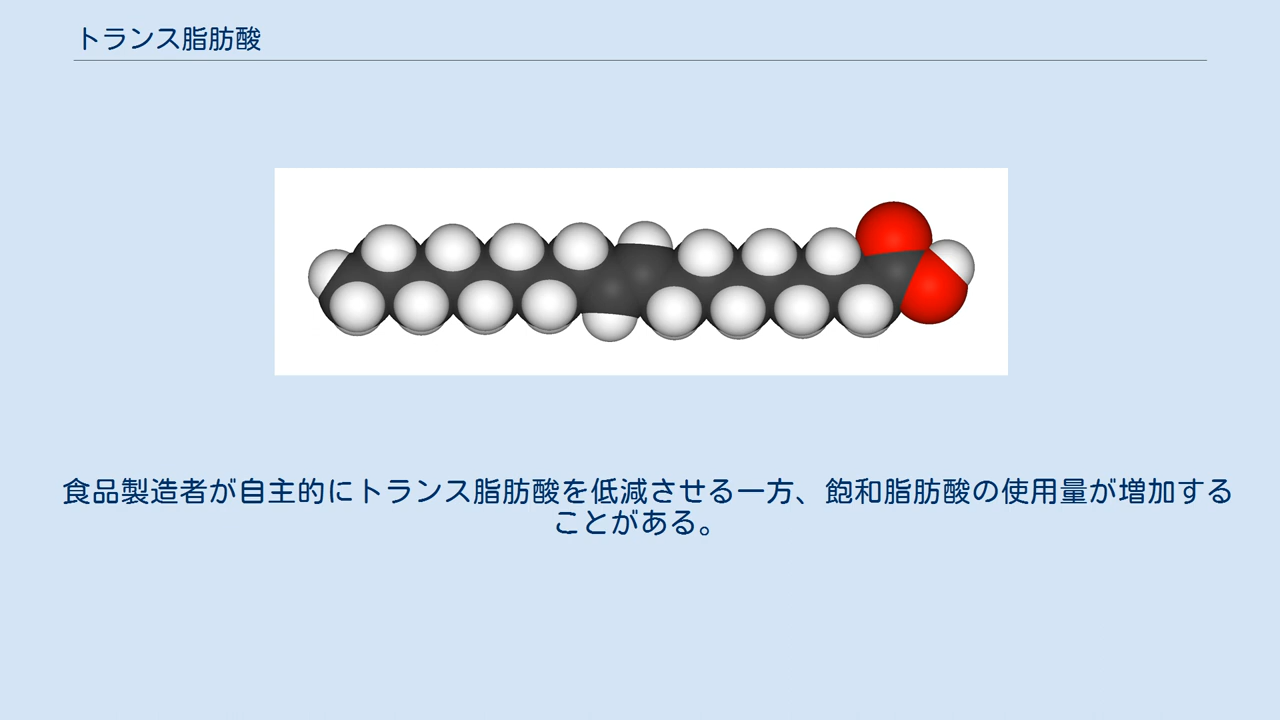 トランス脂肪酸
食品製造者が自主的にトランス脂肪酸を低減させる一方、飽和脂肪酸の使用量が増加する
ことがある。